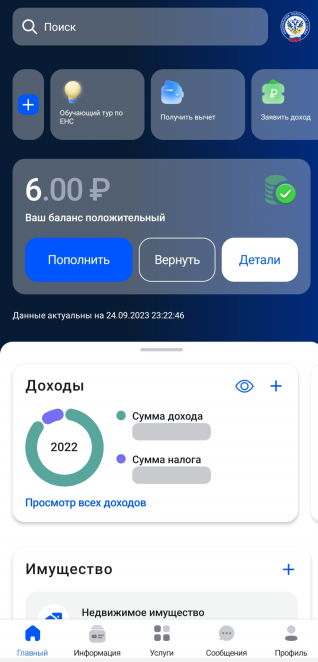 Поиск
Обучающий тур по
ЕНС
Получить вычет
Заявить доход
6.00 ₽
Ваш баланс положительный
Пополнить
Вернуть
Детали
Данные актуальны на 24.09.2023 23:22:46
Доходы
2022
Сумма дохода
Сумма налога
Просмотр всех доходов
Имущество
Недвижимое имущество
Главный
Информация
Услуги
Сообщения
Профиль